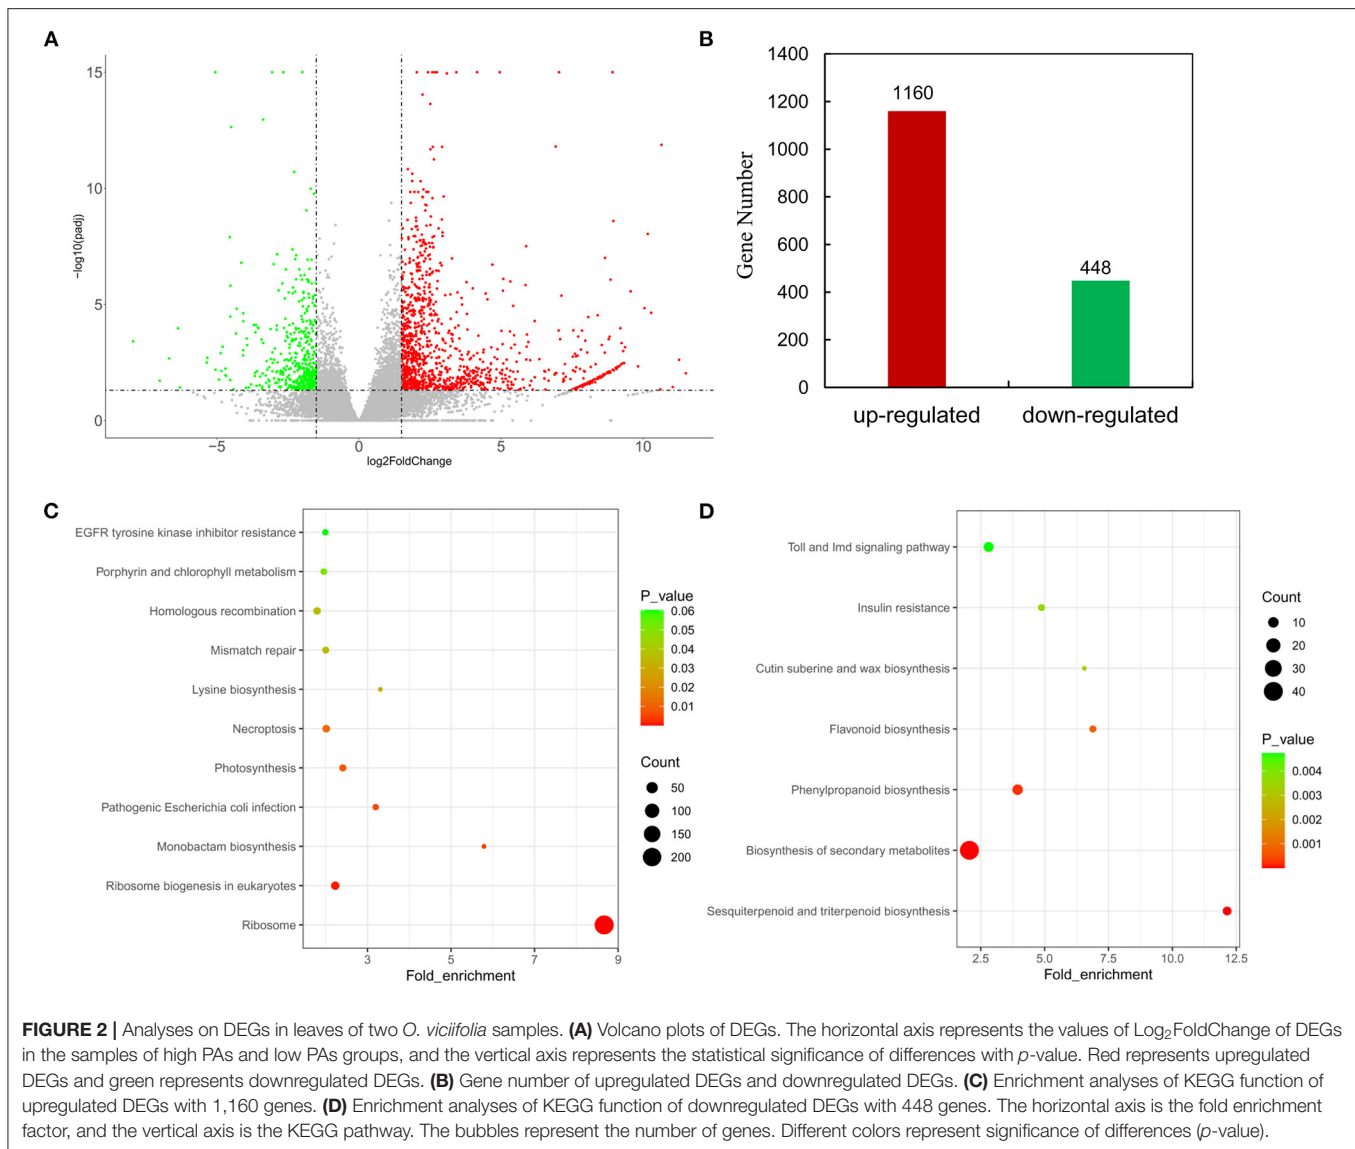 A
15
10
5
0
−log10(padj)
−5
0
5
10
log2FoldChange
B
1400
1200
1000
800
600
400
200
0
Gene Number
1160
448
up-regulated
down-regulated
C
EGFR tyrosine kinase inhibitor resistance
Porphyrin and chlorophyll metabolism
Homologous recombination
Mismatch repair
Lysine biosynthesis
Necroptosis
Photosynthesis
Pathogenic Escherichia coli infection
Monobactam biosynthesis
Ribosome biogenesis in eukaryotes
Ribosome
3
5
7
9
Fold_enrichment
P_value
0.06
0.05
0.04
0.03
0.02
0.01
Count
50
100
150
200
D
Toll and Imd signaling pathway
Insulin resistance
Cutin suberine and wax biosynthesis
Flavonoid biosynthesis
Phenylpropanoid biosynthesis
Biosynthesis of secondary metabolites
Sesquiterpenoid and triterpenoid biosynthesis
2.5
5.0
7.5
10.0
12.5
Fold_enrichment
Count
10
20
30
40
P_value
0.004
0.003
0.002
0.001
FIGURE 2 | Analyses on DEGs in leaves of two O. viciifolia samples. (A) Volcano plots of DEGs. The horizontal axis represents the values of Log₂FoldChange of DEGs
in the samples of high PAs and low PAs groups, and the vertical axis represents the statistical significance of differences with p-value. Red represents upregulated
DEGs and green represents downregulated DEGs. (B) Gene number of upregulated DEGs and downregulated DEGs. (C) Enrichment analyses of KEGG function of
upregulated DEGs with 1,160 genes. (D) Enrichment analyses of KEGG function of downregulated DEGs with 448 genes. The horizontal axis is the fold enrichment
factor, and the vertical axis is the KEGG pathway. The bubbles represent the number of genes. Different colors represent significance of differences (p-value).